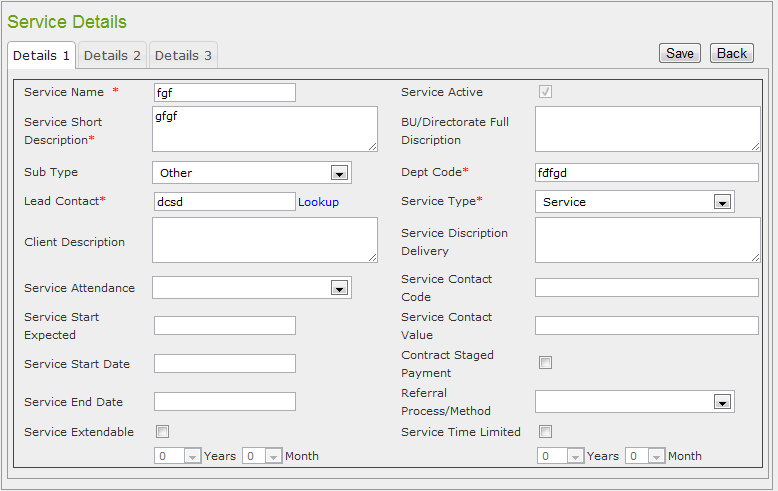 Service Details
Details 1 Details 2 Details 3 Save Back
Service Name * fgf Service Active
Service Short Description* gfgf BU/Directorate Full Discription
Sub Type Other Dept Code* fdfgd
Lead Contact* dcsd Lookup Service Type* Service
Client Description Service Discription Delivery
Service Attendance Service Contact Code
Service Start Expected Service Contact Value
Service Start Date Contract Staged Payment
Service End Date Referral Process/Method
Service Extendable Service Time Limited
0 Years 0 Month 0 Years 0 Month